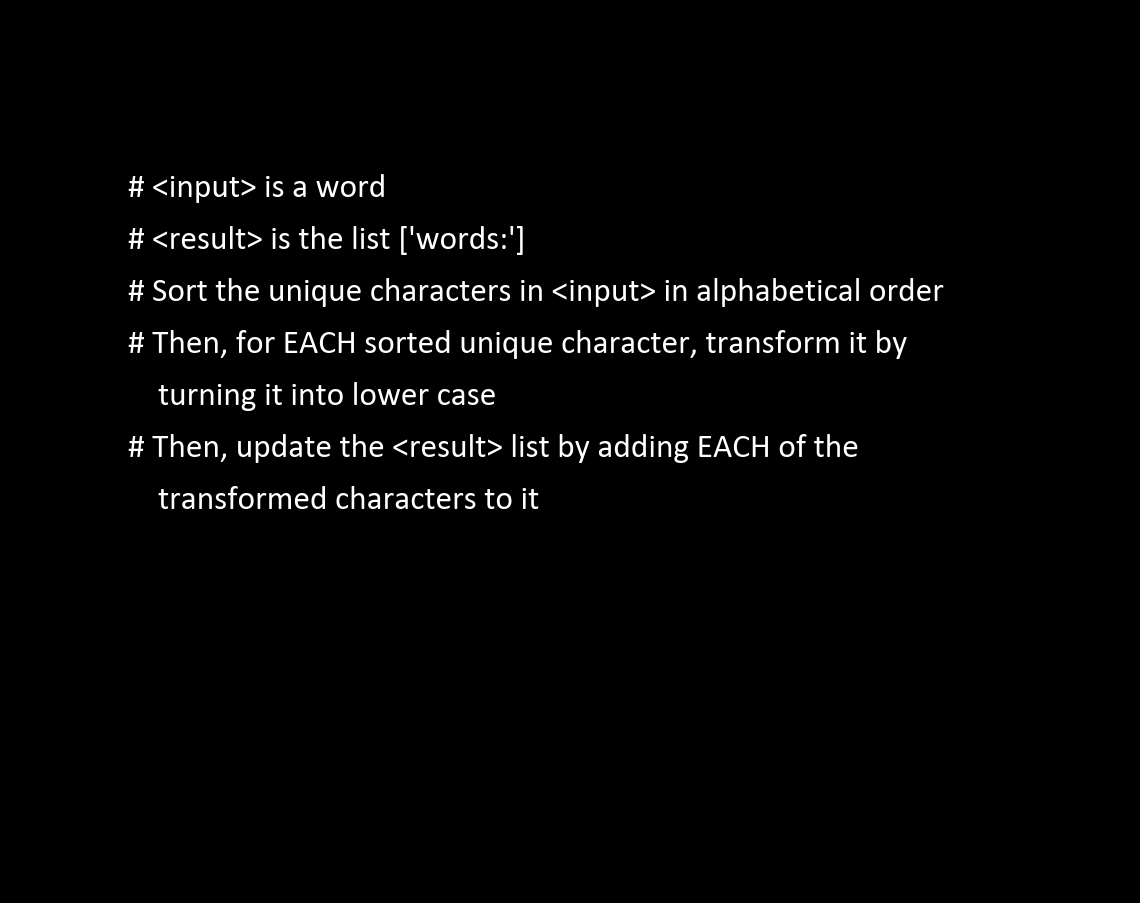 # <input> is a word
# <result> is the list ['words:']
# Sort the unique characters in <input> in alphabetical order
# Then, for EACH sorted unique character, transform it by
turning it into lower case
# Then, update the <result> list by adding EACH of the
transformed characters to it